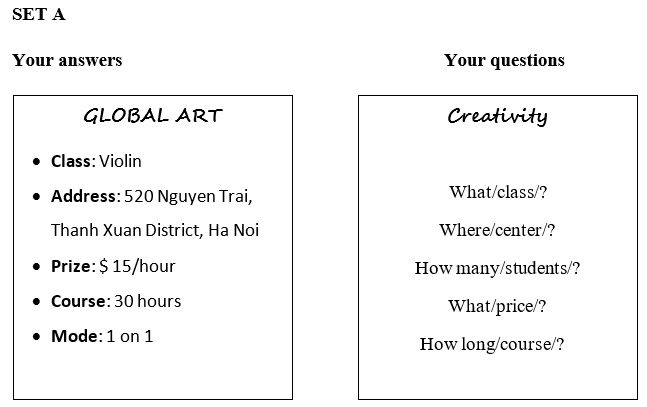 SET A
Your answers
Your questions
GLOBAL ART
• Class: Violin
• Address: 520 Nguyen Trai,
Thanh Xuan District, Ha Noi
• Prize: $ 15/hour
• Course: 30 hours
• Mode: 1 on 1
Creativity
What/class/?
Where/center/?
How many/students/?
What/price/?
How long/course/?